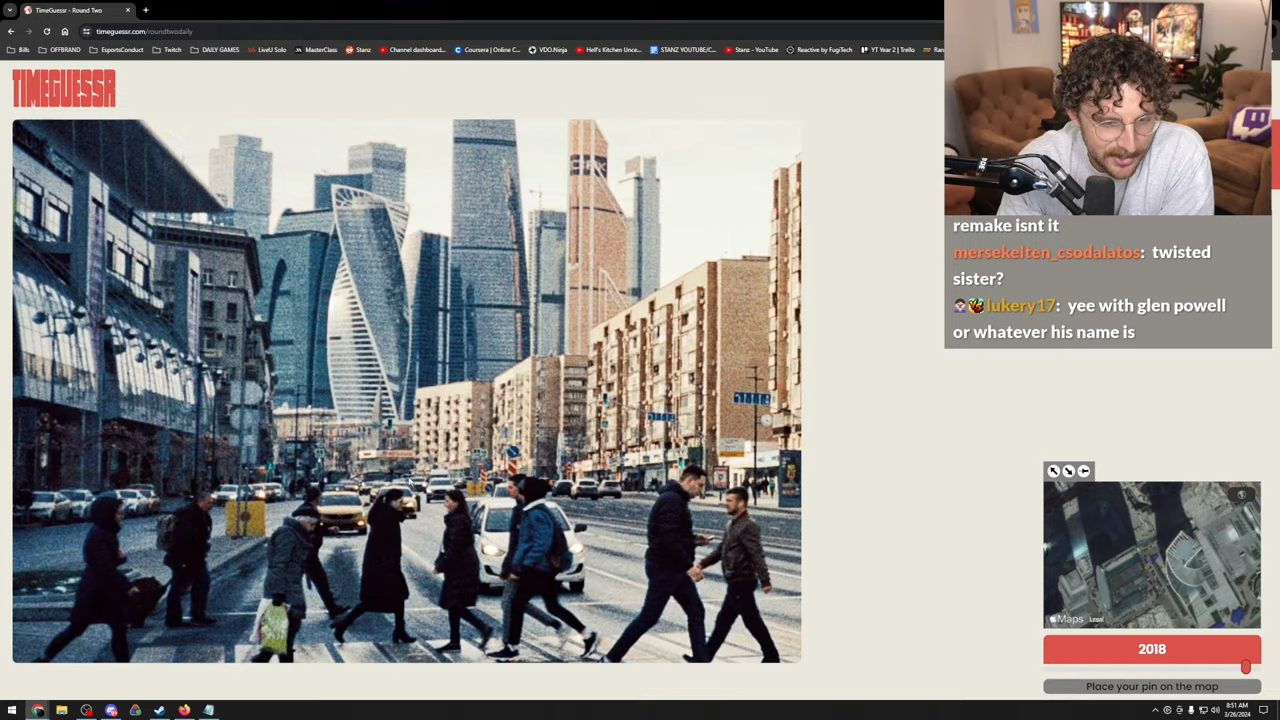 TimeGuessr - Round Two
timeguessr.com/roundtwodaily
Bills
OFFBRAND
EsportsConduct
Twitch
DAILY GAMES
LiveU Solo
MasterClass
Stanz
Channel dashboard...
Coursera | Online C...
VDO.Ninja
Hell's Kitchen Unce...
STANZ YOUTUBE/C...
Stanz - YouTube
Reactive by FugiTech
YT Year 2 | Trello
Ran
TIMEGUESSR
remake isnt it
mersekelten_csodalatos: twisted
sister?
lukery17: yee with glen powell
or whatever his name is
Maps
Legal
2018
Place your pin on the map
8:51 AM
3/26/2024